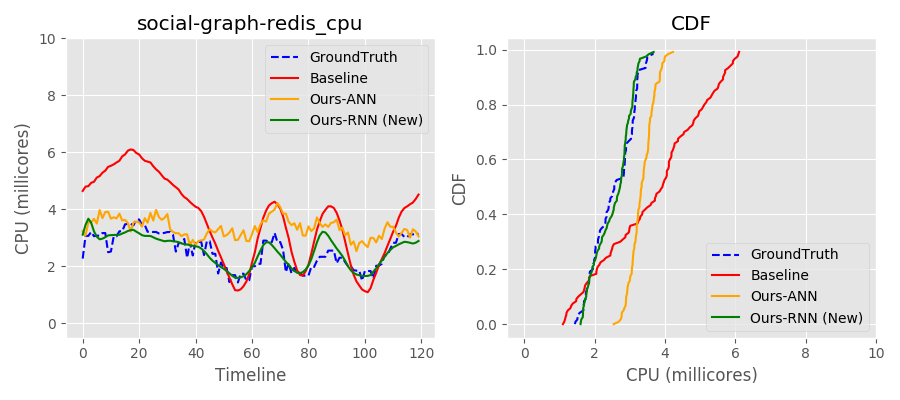 social-graph-redis_cpu
10
8
6
4
2
0
CPU (millicores)
0
20
40
60
80
100
120
Timeline
GroundTruth
Baseline
Ours-ANN
Ours-RNN (New)
CDF
1.0
0.8
0.6
0.4
0.2
0.0
CDF
0
2
4
6
8
10
CPU (millicores)
GroundTruth
Baseline
Ours-ANN
Ours-RNN (New)